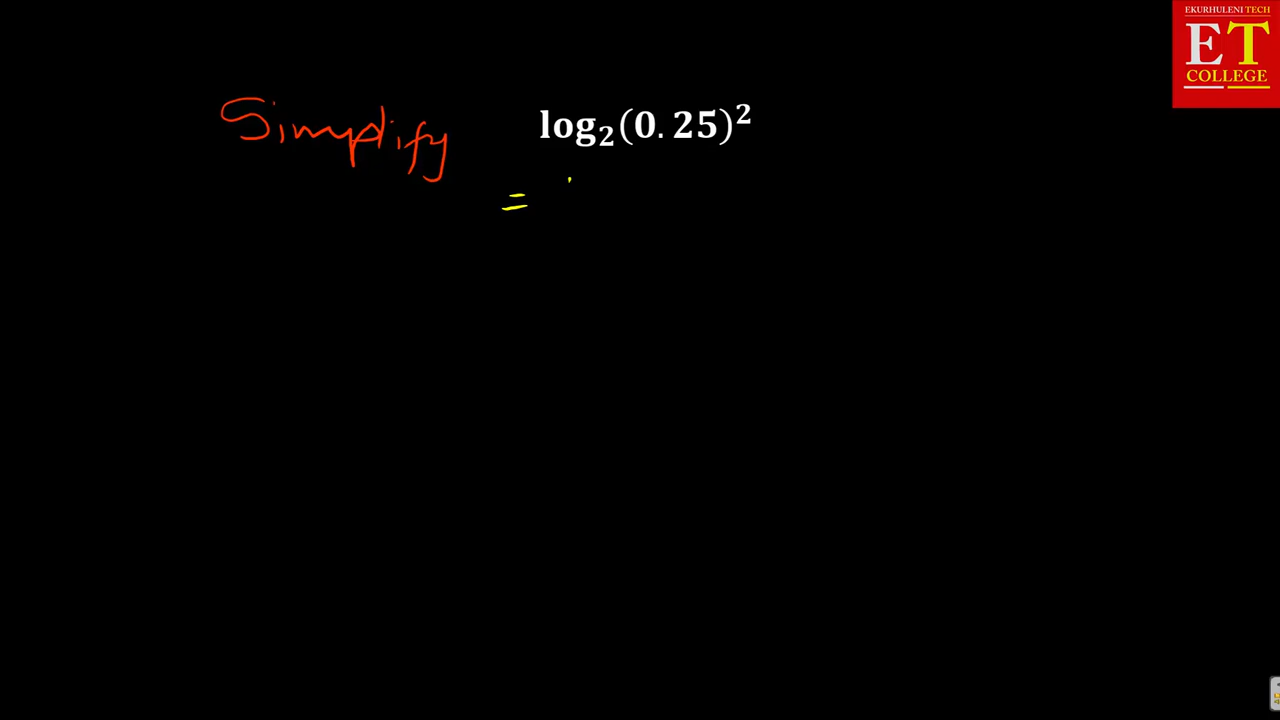 EKURHULENI TECH
ET
COLLEGE
Simplify log₂(0.25)²
=